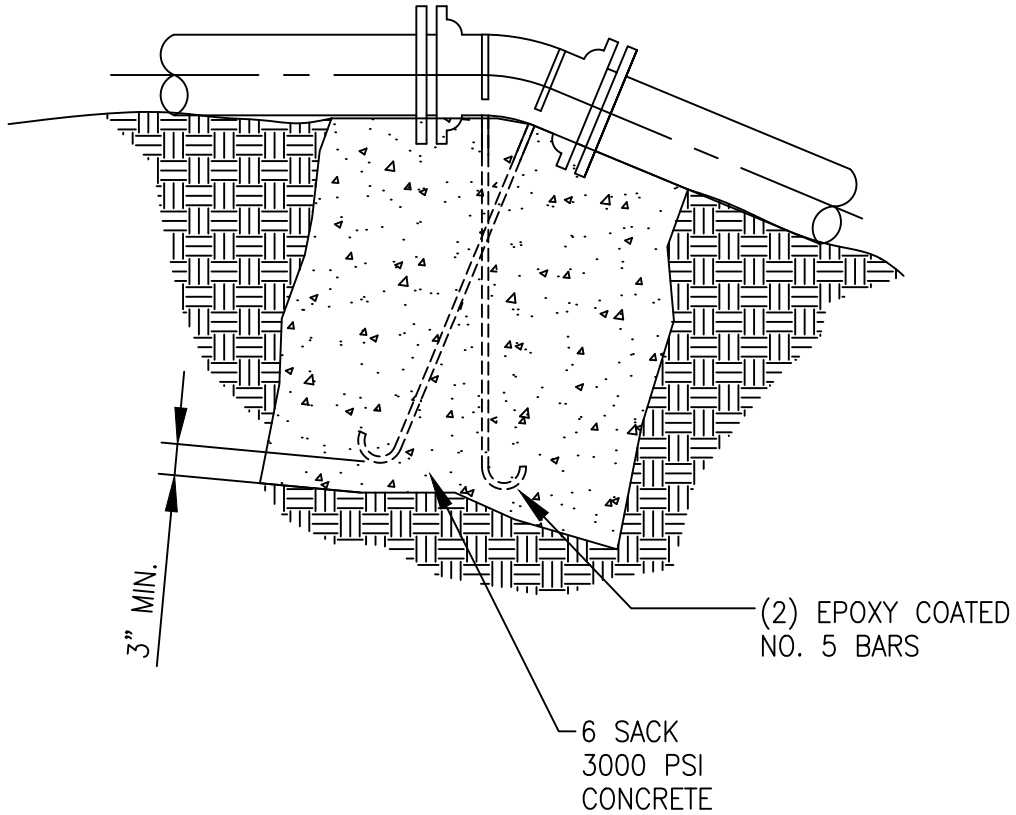 3" MIN.
(2) EPOXY COATED
NO. 5 BARS
6 SACK
3000 PSI
CONCRETE